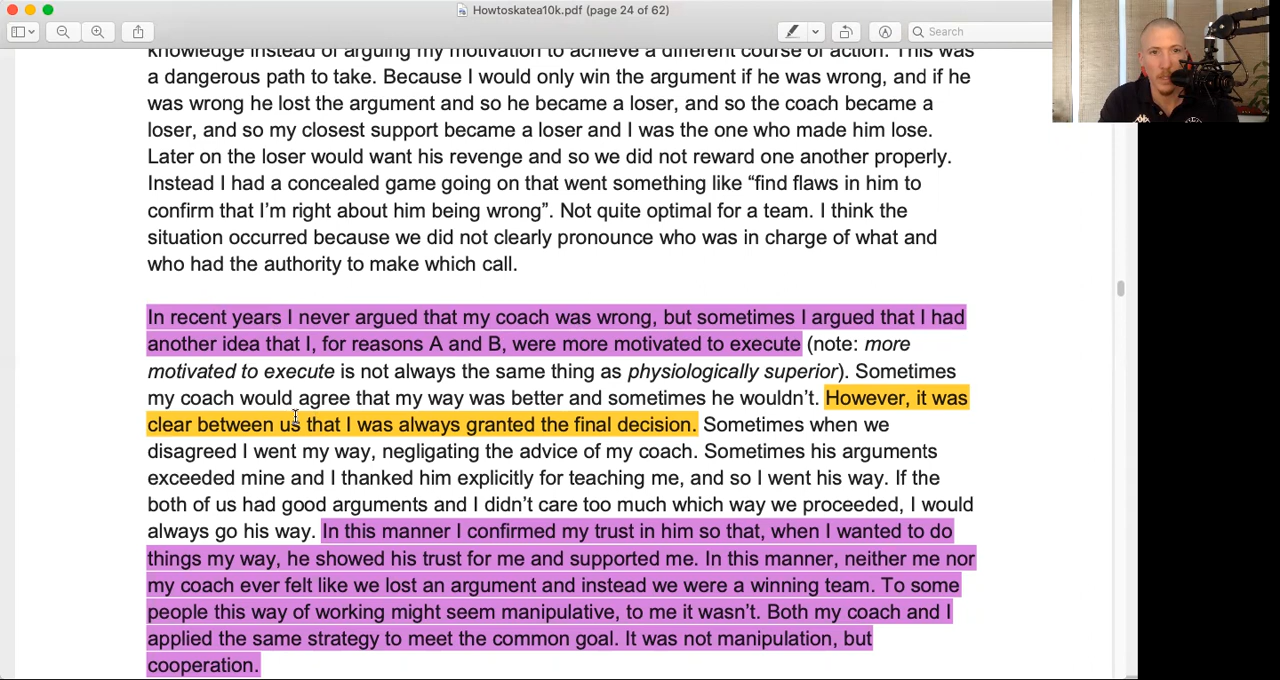 Howtoskatea10k.pdf (page 24 of 62)
Search
knowledge instead of arguing my motivation to achieve a different course of action. This was
a dangerous path to take. Because I would only win the argument if he was wrong, and if he
was wrong he lost the argument and so he became a loser, and so the coach became a
loser, and so my closest support became a loser and I was the one who made him lose.
Later on the loser would want his revenge and so we did not reward one another properly.
Instead I had a concealed game going on that went something like “find flaws in him to
confirm that I’m right about him being wrong”. Not quite optimal for a team. I think the
situation occurred because we did not clearly pronounce who was in charge of what and
who had the authority to make which call.
In recent years I never argued that my coach was wrong, but sometimes I argued that I had
another idea that I, for reasons A and B, were more motivated to execute (note: more
motivated to execute is not always the same thing as physiologically superior). Sometimes
my coach would agree that my way was better and sometimes he wouldn’t. However, it was
clear between us that I was always granted the final decision. Sometimes when we
disagreed I went my way, negligating the advice of my coach. Sometimes his arguments
exceeded mine and I thanked him explicitly for teaching me, and so I went his way. If the
both of us had good arguments and I didn’t care too much which way we proceeded, I would
always go his way. In this manner I confirmed my trust in him so that, when I wanted to do
things my way, he showed his trust for me and supported me. In this manner, neither me nor
my coach ever felt like we lost an argument and instead we were a winning team. To some
people this way of working might seem manipulative, to me it wasn’t. Both my coach and I
applied the same strategy to meet the common goal. It was not manipulation, but
cooperation.